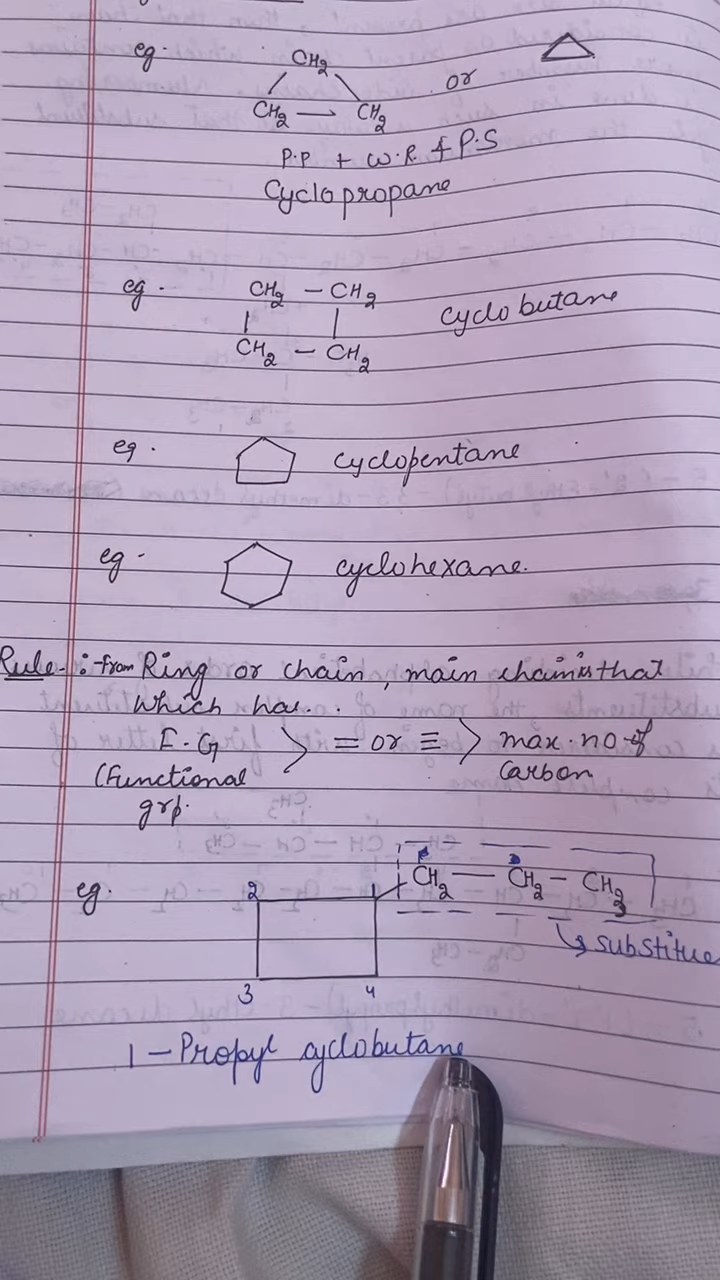 eg.
CH2
or
CH2 — CH2
P.P + W.R + P.S
Cyclopropane
eg.
CH2 — CH2
cyclobutane
CH2 — CH2
eg.
cyclopentane
eg-
cyclohexane.
Rule-: from Ring or chain, main chain is that
which has..
F.G > = or ≡ > max. no of
(Functional carbon
grp.
eg.
2 1 CH2 — CH2 — CH2
3
substitue
3 4
1-Propyl cyclobutane